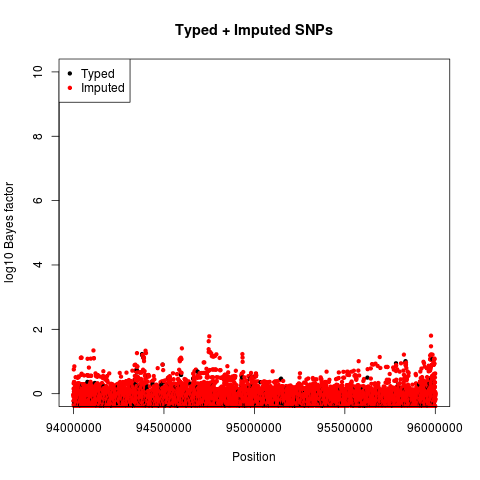 Typed + Imputed SNPs
Typed
Imputed
log10 Bayes factor
10
8
6
4
2
0
94000000 94500000 95000000 95500000 96000000
Position